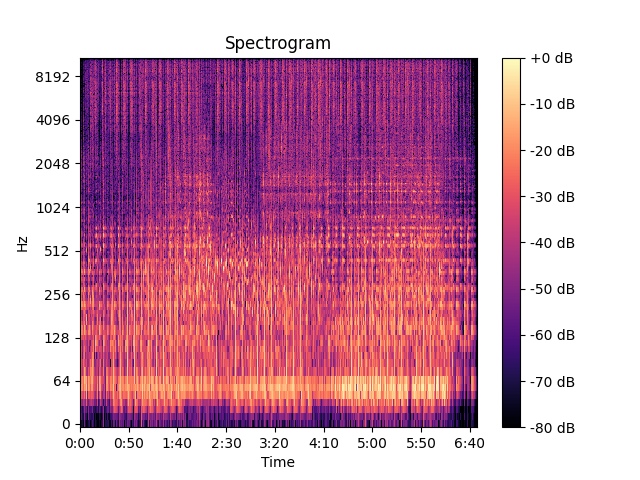 Spectrogram
Hz
8192
4096
2048
1024
512
256
128
64
0
0:00 0:50 1:40 2:30 3:20 4:10 5:00 5:50 6:40
Time
+0 dB
-10 dB
-20 dB
-30 dB
-40 dB
-50 dB
-60 dB
-70 dB
-80 dB